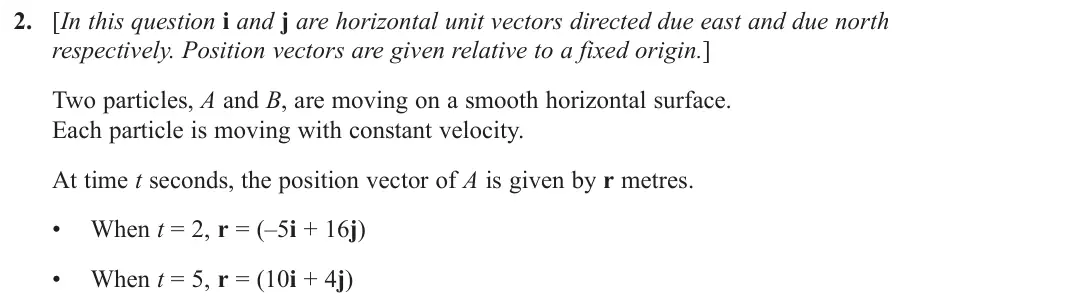 2. [In this question i and j are horizontal unit vectors directed due east and due north
respectively. Position vectors are given relative to a fixed origin.]
Two particles, A and B, are moving on a smooth horizontal surface.
Each particle is moving with constant velocity.
At time t seconds, the position vector of A is given by r metres.
• When t = 2, r = (–5i + 16j)
• When t = 5, r = (10i + 4j)